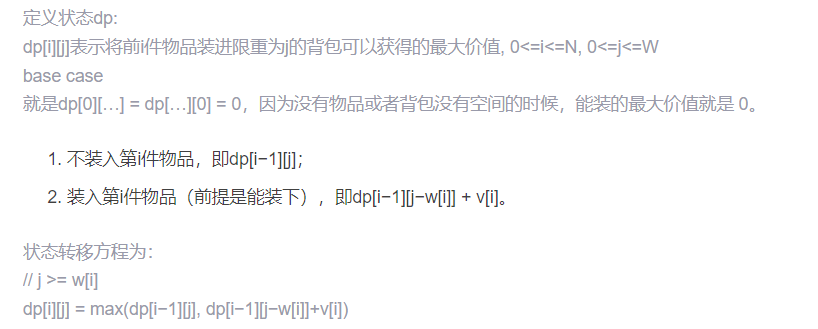 定义状态dp:
dp[i][j]表示将前i件物品装进限重为j的背包可以获得的最大价值, 0<=i<=N, 0<=j<=W
base case
就是dp[0][…] = dp[…][0] = 0，因为没有物品或者背包没有空间的时候，能装的最大价值就是 0。
1. 不装入第i件物品，即dp[i−1][j]；
2. 装入第i件物品（前提是能装下），即dp[i−1][j−w[i]] + v[i]。
状态转移方程为：
// j >= w[i]
dp[i][j] = max(dp[i−1][j], dp[i−1][j−w[i]]+v[i])